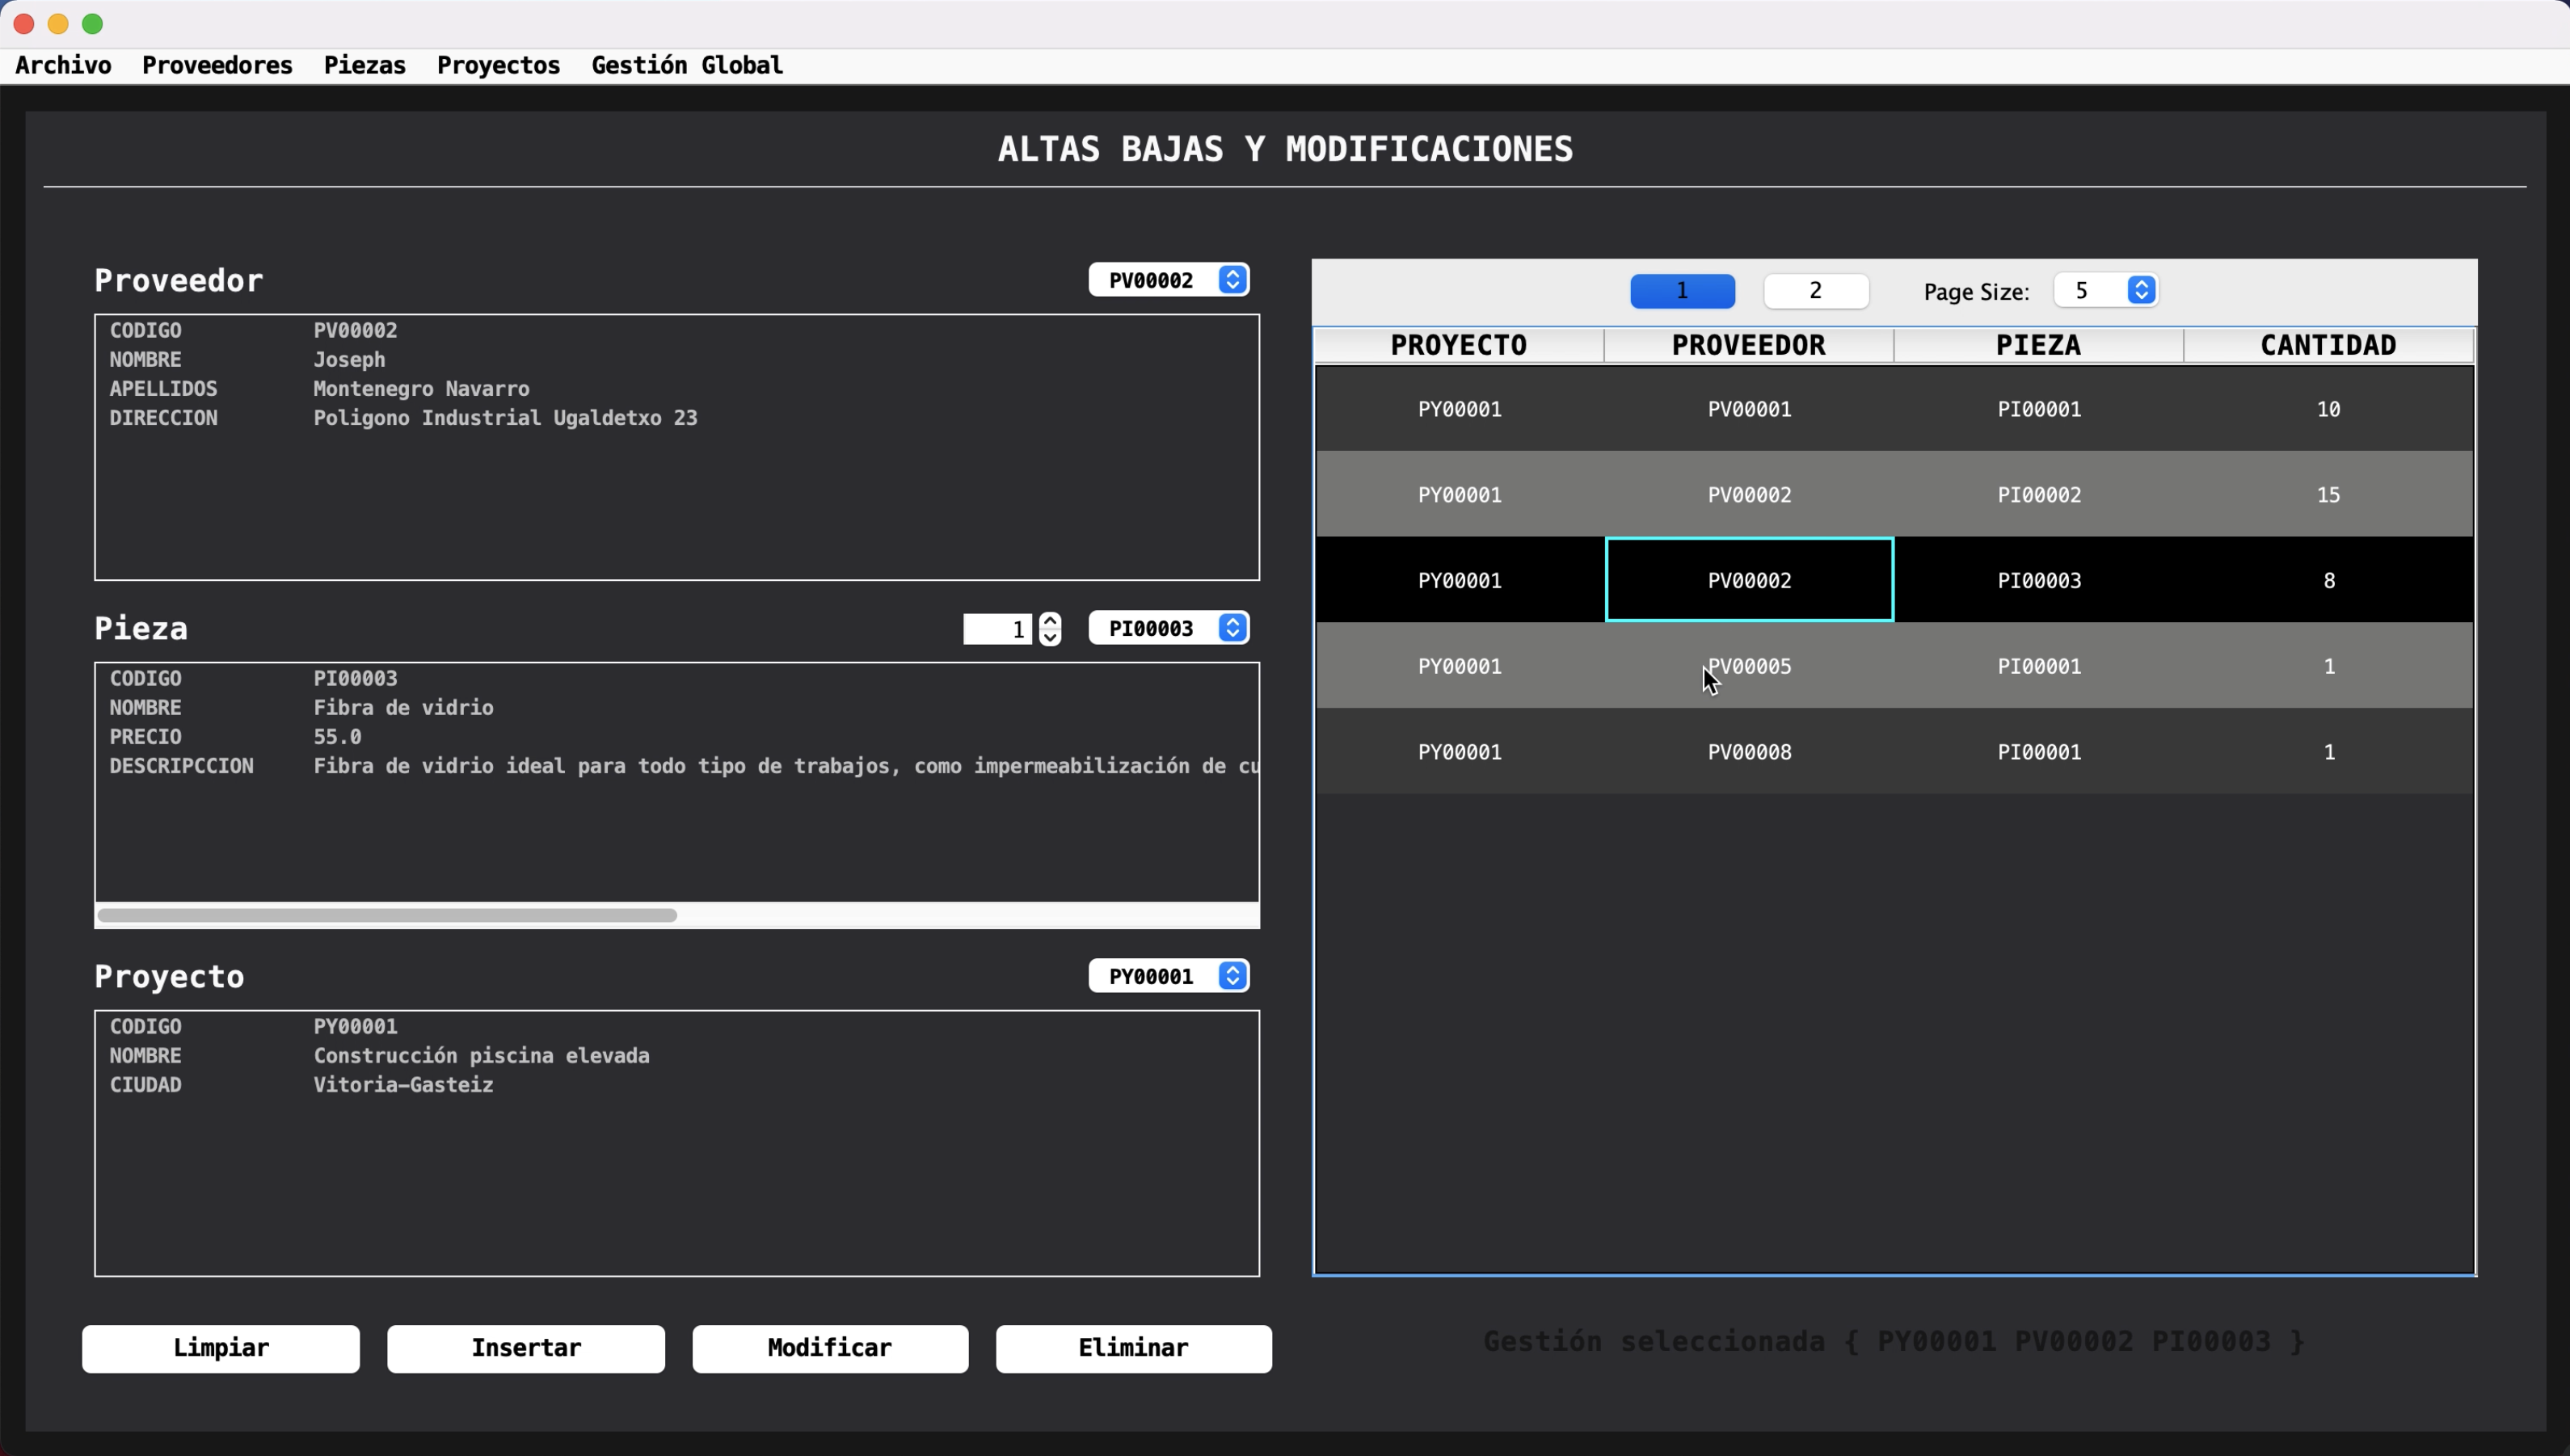 Archivo Proveedores Piezas Proyectos Gestión Global
ALTAS BAJAS Y MODIFICACIONES
Proveedor PV00002
CODIGO PV00002
NOMBRE Joseph
APELLIDOS Montenegro Navarro
DIRECCION Poligono Industrial Ugaldetxo 23
Pieza 1 PI00003
CODIGO PI00003
NOMBRE Fibra de vidrio
PRECIO 55.0
DESCRIPCCION Fibra de vidrio ideal para todo tipo de trabajos, como impermeabilización de cu
Proyecto PY00001
CODIGO PY00001
NOMBRE Construcción piscina elevada
CIUDAD Vitoria-Gasteiz
Limpiar Insertar Modificar Eliminar
1 2 Page Size: 5
PROYECTO PROVEEDOR PIEZA CANTIDAD
PY00001 PV00001 PI00001 10
PY00001 PV00002 PI00002 15
PY00001 PV00002 PI00003 8
PY00001 PV00005 PI00001 1
PY00001 PV00008 PI00001 1
Gestión seleccionada { PY00001 PV00002 PI00003 }